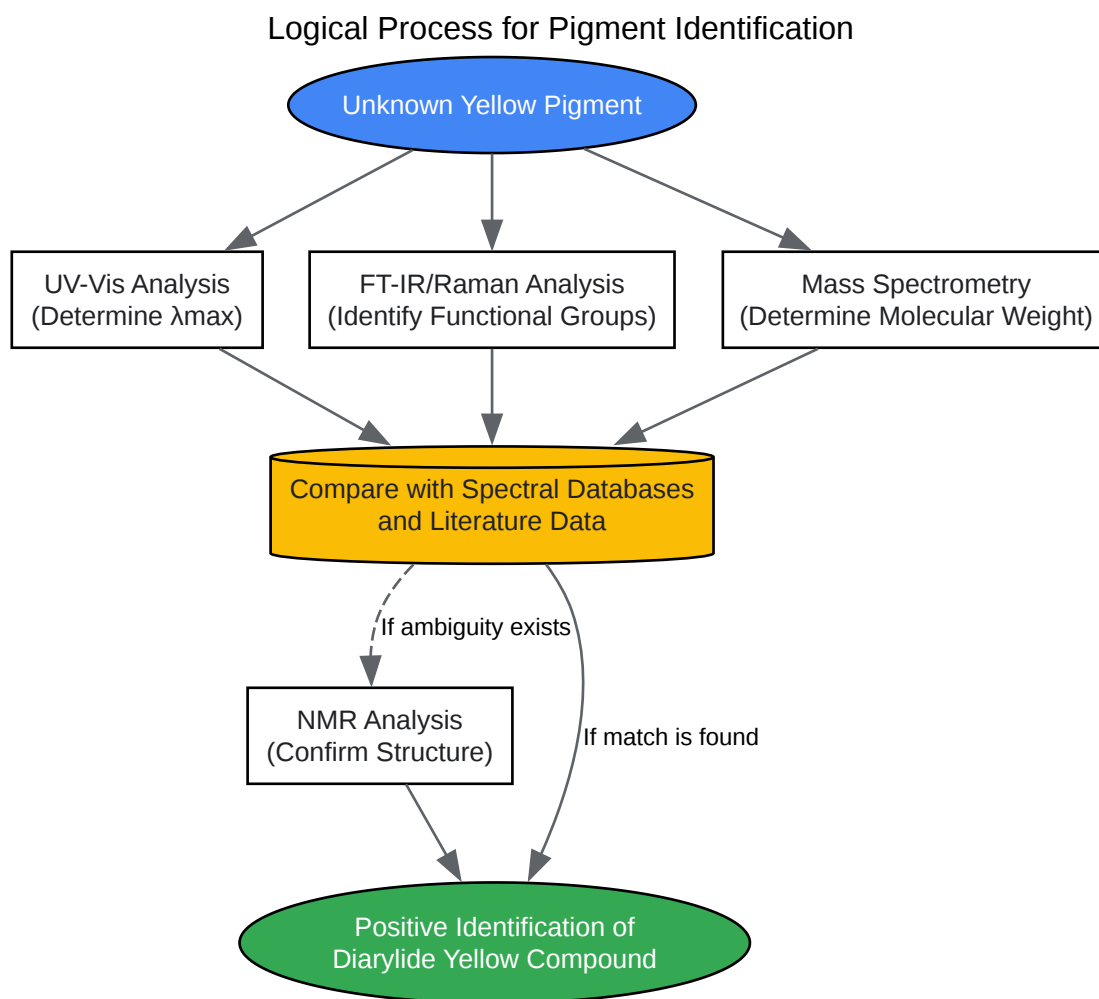 Logical Process for Pigment Identification
Unknown Yellow Pigment
UV-Vis Analysis
(Determine λmax)
FT-IR/Raman Analysis
(Identify Functional Groups)
Mass Spectrometry
(Determine Molecular Weight)
Compare with Spectral Databases
and Literature Data
If ambiguity exists
NMR Analysis
(Confirm Structure)
If match is found
Positive Identification of
Diarylide Yellow Compound